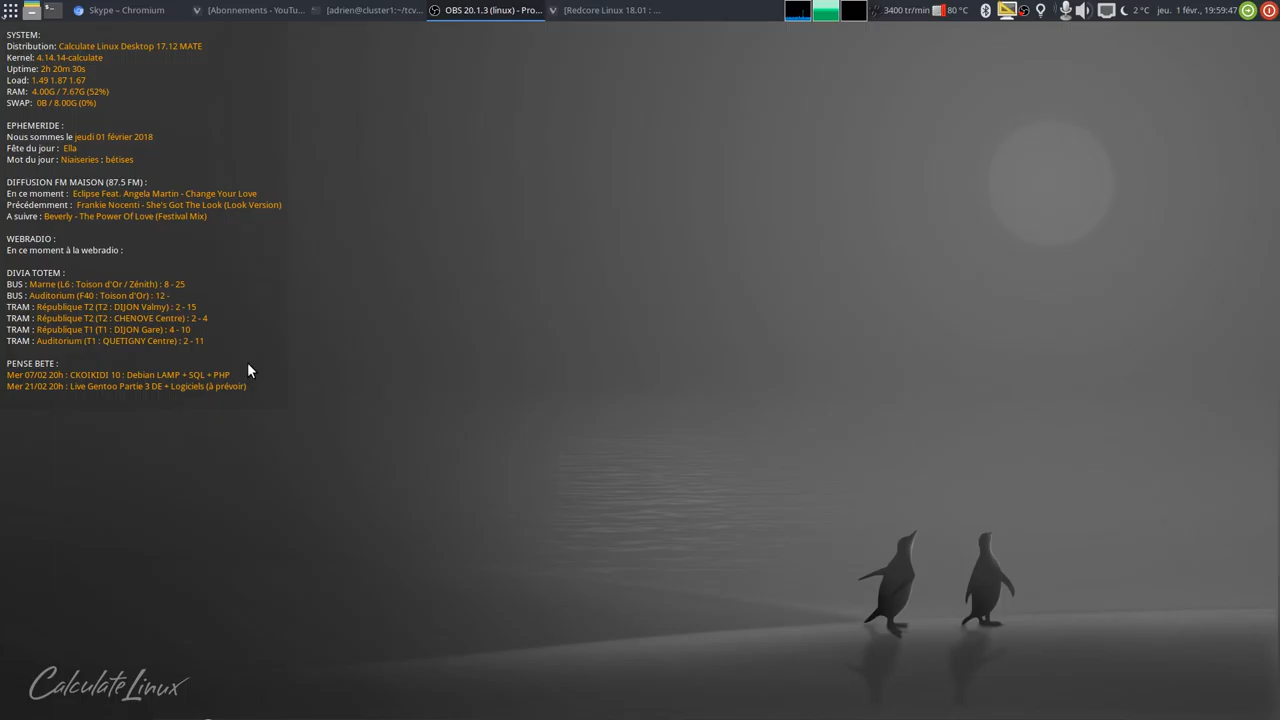 Skype – Chromium
[Abonnements - YouTu...
[adrien@cluster1:~/tcv...
OBS 20.1.3 (linux) - Pro...
[Redcore Linux 18.01 : ...
3400 tr/min
80 °C
2 °C
jeu. 1 févr., 19:59:47
SYSTEM:
Distribution: Calculate Linux Desktop 17.12 MATE
Kernel: 4.14.14-calculate
Uptime: 2h 20m 30s
Load: 1.49 1.87 1.67
RAM: 4.00G / 7.67G (52%)
SWAP: 0B / 8.00G (0%)
EPHEMERIDE :
Nous sommes le jeudi 01 février 2018
Fête du jour : Ella
Mot du jour : Niaiseries : bétises
DIFFUSION FM MAISON (87.5 FM) :
En ce moment : Eclipse Feat. Angela Martin - Change Your Love
Précédemment : Frankie Nocenti - She's Got The Look (Look Version)
A suivre : Beverly - The Power Of Love (Festival Mix)
WEBRADIO :
En ce moment à la webradio :
DIVIA TOTEM :
BUS : Marne (L6 : Toison d'Or / Zénith) : 8 - 25
BUS : Auditorium (F40 : Toison d'Or) : 12 -
TRAM : République T2 (T2 : DIJON Valmy) : 2 - 15
TRAM : République T2 (T2 : CHENOVE Centre) : 2 - 4
TRAM : République T1 (T1 : DIJON Gare) : 4 - 10
TRAM : Auditorium (T1 : QUETIGNY Centre) : 2 - 11
PENSE BETE :
Mer 07/02 20h : CKOIKIDI 10 : Debian LAMP + SQL + PHP
Mer 21/02 20h : Live Gentoo Partie 3 DE + Logiciels (à prévoir)
Calculate Linux